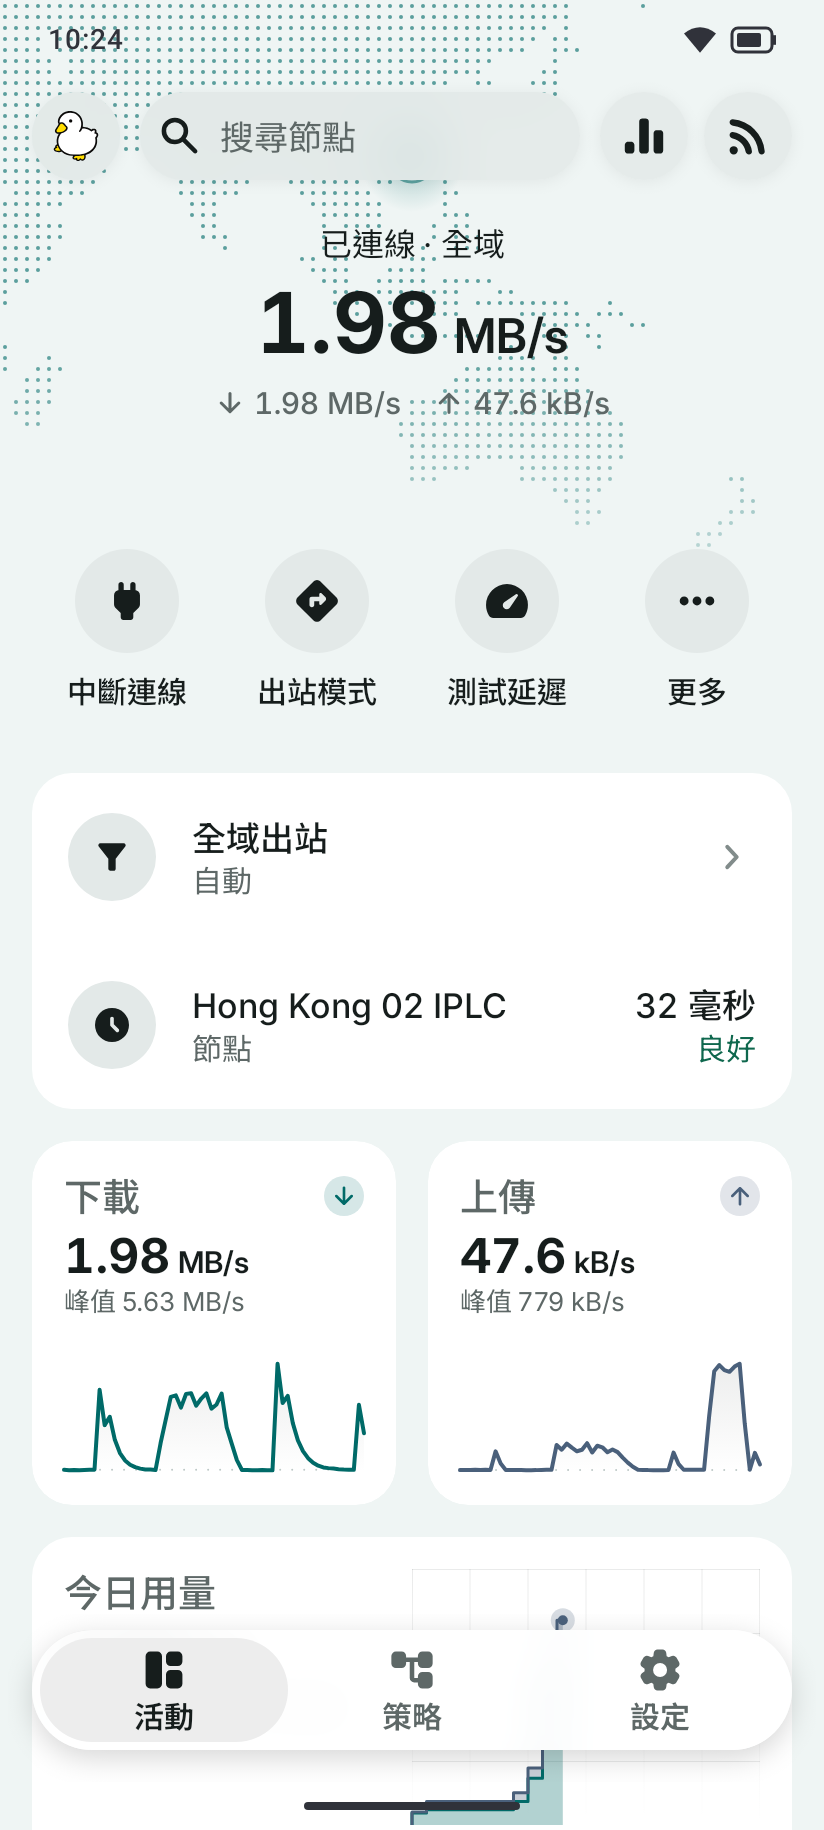 10:24
搜尋節點
已連線 · 全域
1.98 MB/s
↓ 1.98 MB/s ↑ 47.6 kB/s
中斷連線 出站模式 測試延遲 更多
全域出站
自動
Hong Kong 02 IPLC 32 毫秒
節點 良好
下載
1.98 MB/s
峰值 5.63 MB/s
上傳
47.6 kB/s
峰值 779 kB/s
今日用量
活動 策略 設定